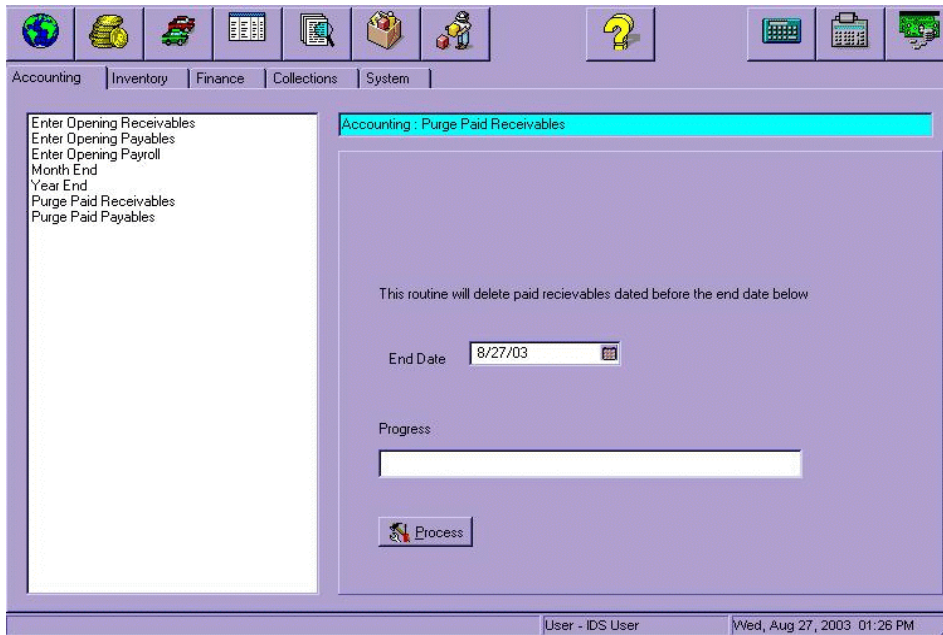 Accounting Inventory Finance Collections System
Enter Opening Receivables
Enter Opening Payables
Enter Opening Payroll
Month End
Year End
Purge Paid Receivables
Purge Paid Payables
Accounting : Purge Paid Receivables
This routine will delete paid recievables dated before the end date below
End Date 8/27/03
Progress
Process
User - IDS User Wed, Aug 27, 2003 01:26 PM